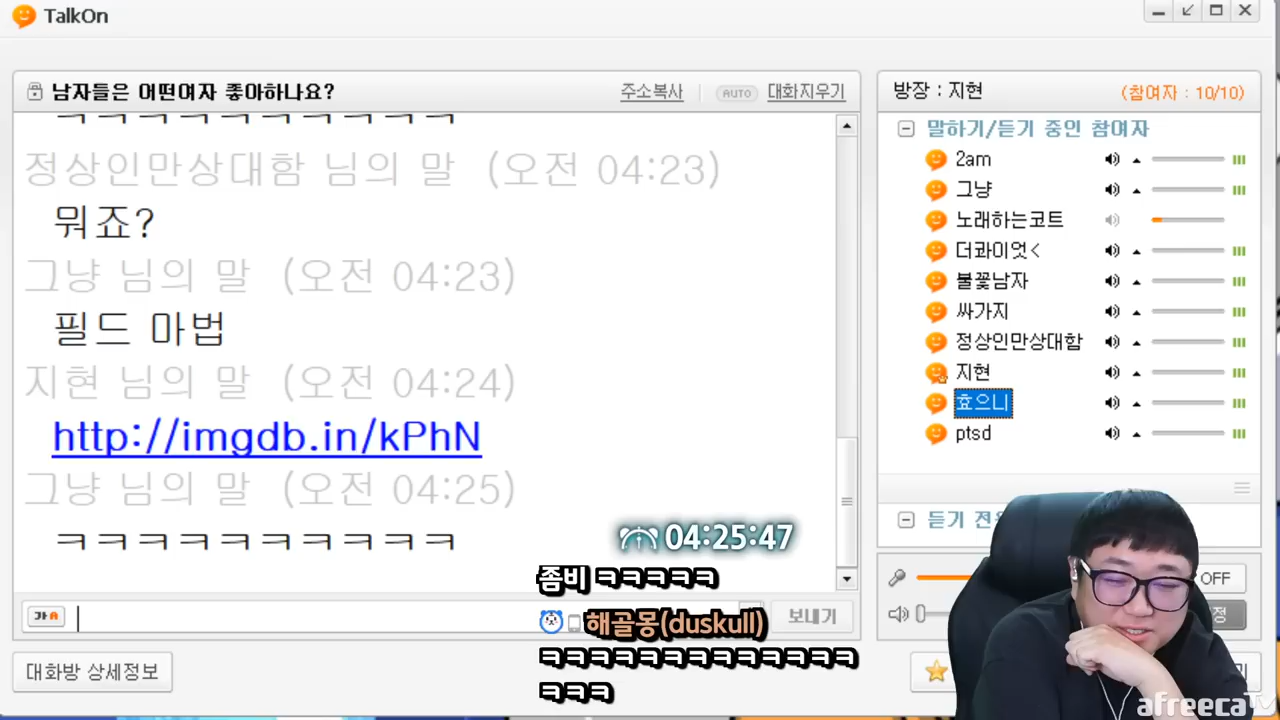 TalkOn
남자들은 어떤여자 좋아하나요?
주소복사
AUTO
대화지우기
ㅋㅋㅋㅋㅋㅋㅋㅋㅋㅋ
정상인만상대함 님의 말 (오전 04:23)
뭐죠?
그냥 님의 말 (오전 04:23)
필드 마법
지현 님의 말 (오전 04:24)
http://imgdb.in/kPhN
그냥 님의 말 (오전 04:25)
ㅋㅋㅋㅋㅋㅋㅋㅋㅋㅋ
04:25:47
좀비 ㅋㅋㅋㅋㅋ
해골몽(duskull)
ㅋㅋㅋㅋㅋㅋㅋㅋㅋㅋㅋㅋㅋ
ㅋㅋㅋ
가A
보내기
대화방 상세정보
방장 : 지현
(참여자 : 10/10)
말하기/듣기 중인 참여자
2am
그냥
노래하는코트
더콰이엇<
불꽃남자
싸가지
정상인만상대함
지현
효으니
ptsd
듣기
OFF
정
afreecaTV